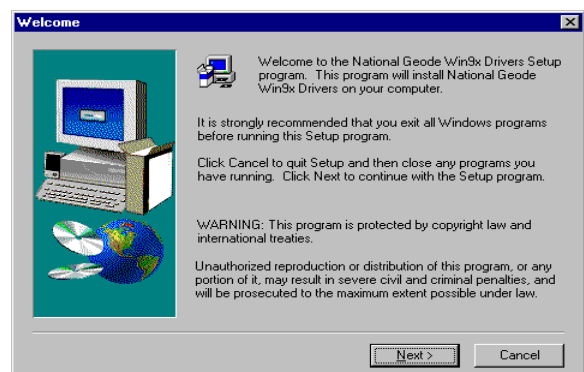 Welcome
Welcome to the National Geode Win9x Drivers Setup
program. This program will install National Geode
Win9x Drivers on your computer.
It is strongly recommended that you exit all Windows programs
before running this Setup program.
Click Cancel to quit Setup and then close any programs you
have running. Click Next to continue with the Setup program.
WARNING: This program is protected by copyright law and
international treaties.
Unauthorized reproduction or distribution of this program, or any
portion of it, may result in severe civil and criminal penalties, and
will be prosecuted to the maximum extent possible under law.
Next >
Cancel